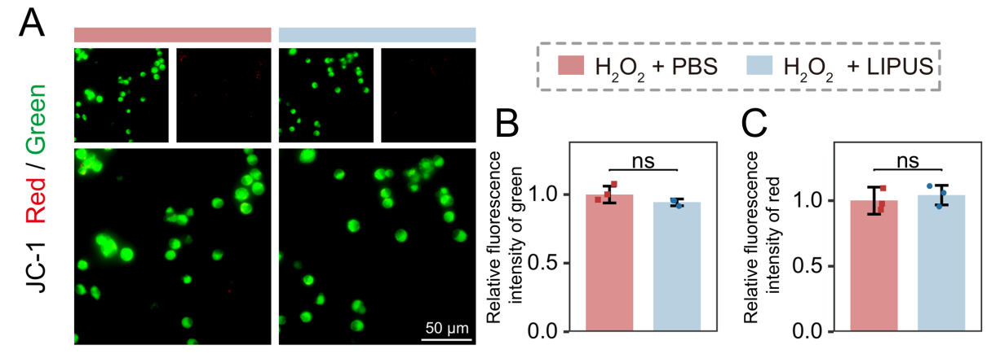 A
JC-1 Red / Green
50 µm
H₂O₂ + PBS
H₂O₂ + LIPUS
B
Relative fluorescence
intensity of green
1.0
0.5
0.0
ns
C
Relative fluorescence
intensity of red
1.0
0.5
0.0
ns